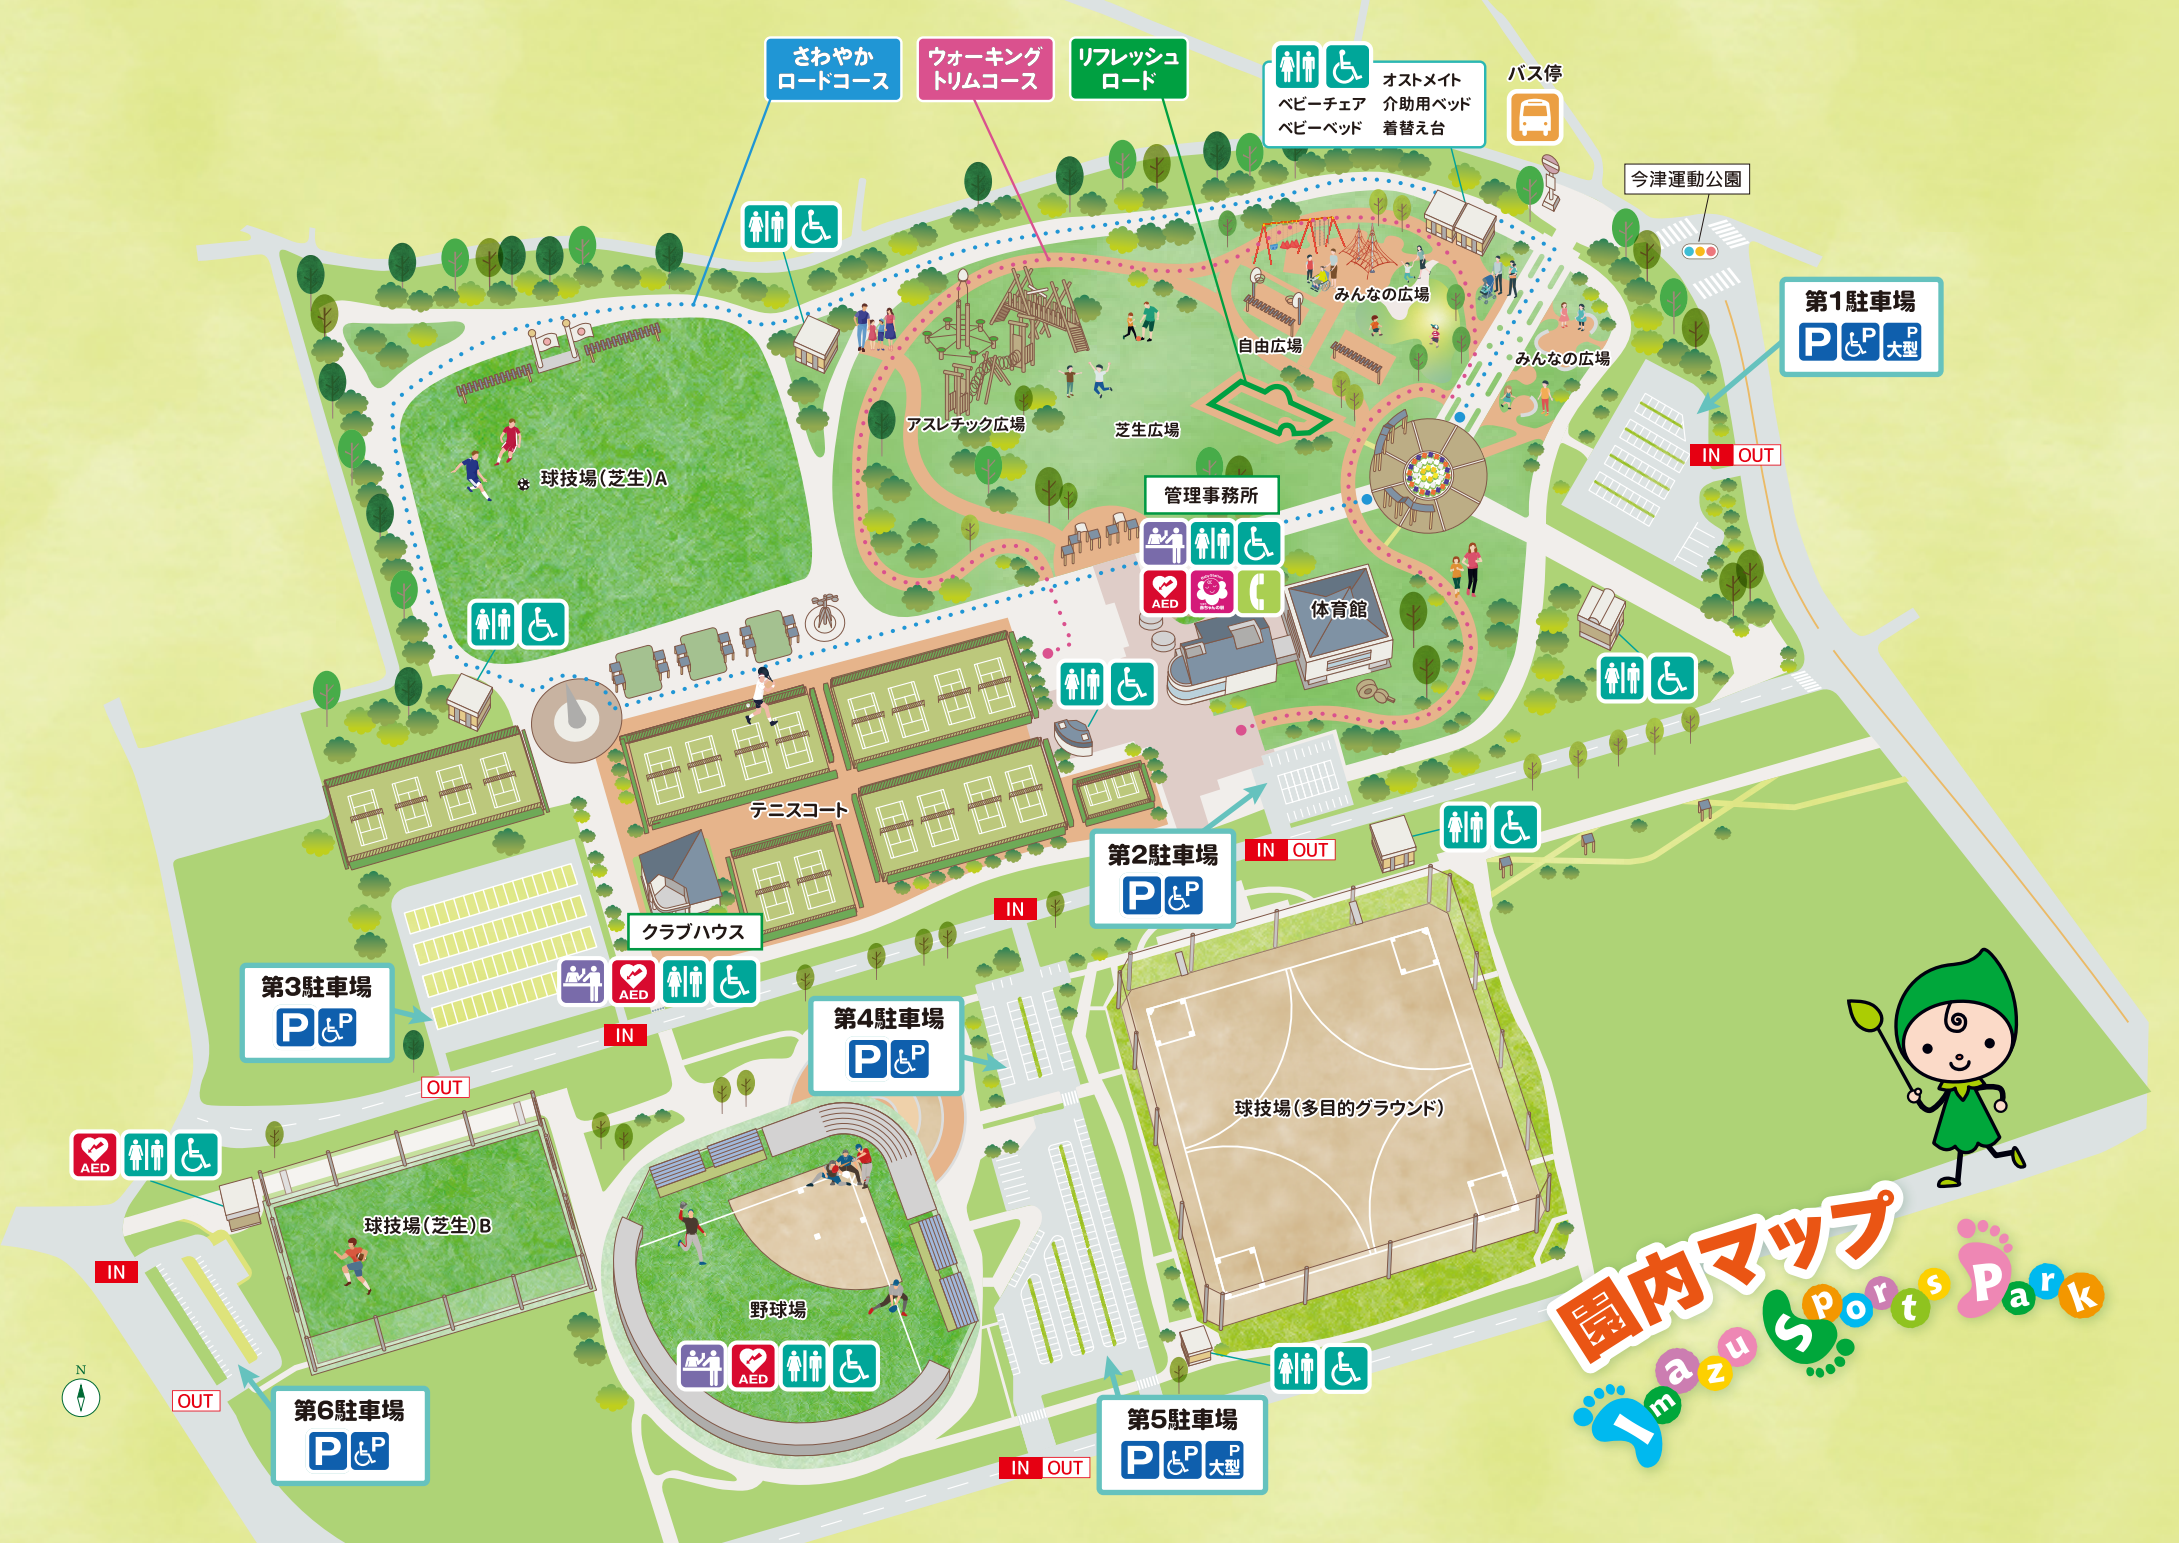 さわやか
ロードコース
ウォーキング
トリムコース
リフレッシュ
ロード
オストメイト
ベビーチェア 介助用ベッド
ベビーベッド 着替え台
バス停
今津運動公園
第1駐車場
P P P大型
IN OUT
みんなの広場
自由広場
みんなの広場
アスレチック広場
芝生広場
球技場(芝生)A
管理事務所
AED
体育館
テニスコート
クラブハウス
AED
第2駐車場
P P
IN OUT
IN
第3駐車場
P P
IN
OUT
第4駐車場
P P
球技場(多目的グラウンド)
AED
球技場(芝生)B
IN
OUT
野球場
AED
第6駐車場
P P
第5駐車場
P P P大型
IN OUT
N
園内マップ
Imazu Sports Park